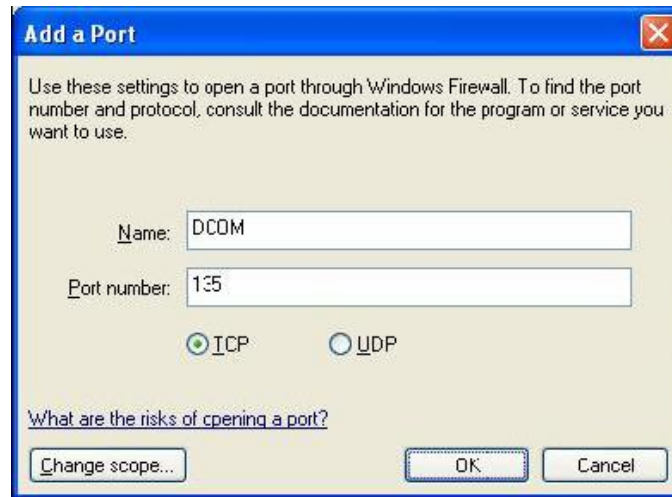 Add a Port
Use these settings to open a port through Windows Firewall. To find the port
number and protocol, consult the documentation for the program or service you
want to use.
Name: DCOM
Port number: 135
TCP UDP
What are the risks of opening a port?
Change scope... OK Cancel